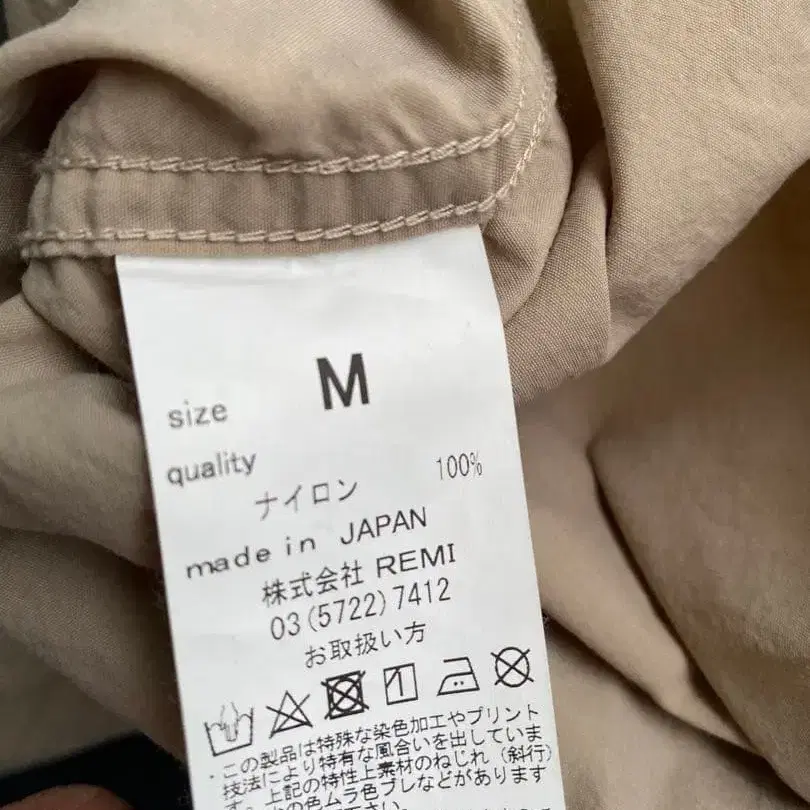 size M
quality
ナイロン 100%
made in JAPAN
株式会社 REMI
03(5722)7412
お取扱い方
・この製品は特殊な染色加工やプリント
技法により特有な風合いを出していま
す。上記の特性上素材のねじれ（斜行）
色ムラ色ブレなどがあります